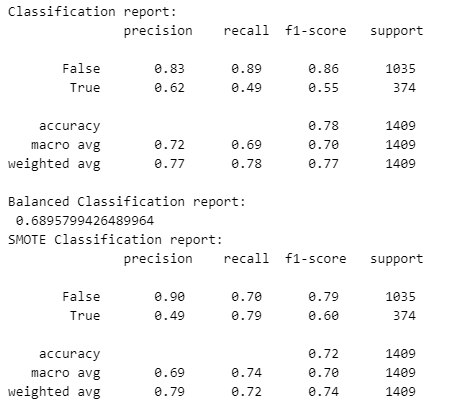 Classification report:
precision recall f1-score support
False 0.83 0.89 0.86 1035
True 0.62 0.49 0.55 374
accuracy 0.78 1409
macro avg 0.72 0.69 0.70 1409
weighted avg 0.77 0.78 0.77 1409
Balanced Classification report:
0.6895799426489964
SMOTE Classification report:
precision recall f1-score support
False 0.90 0.70 0.79 1035
True 0.49 0.79 0.60 374
accuracy 0.72 1409
macro avg 0.69 0.74 0.70 1409
weighted avg 0.79 0.72 0.74 1409